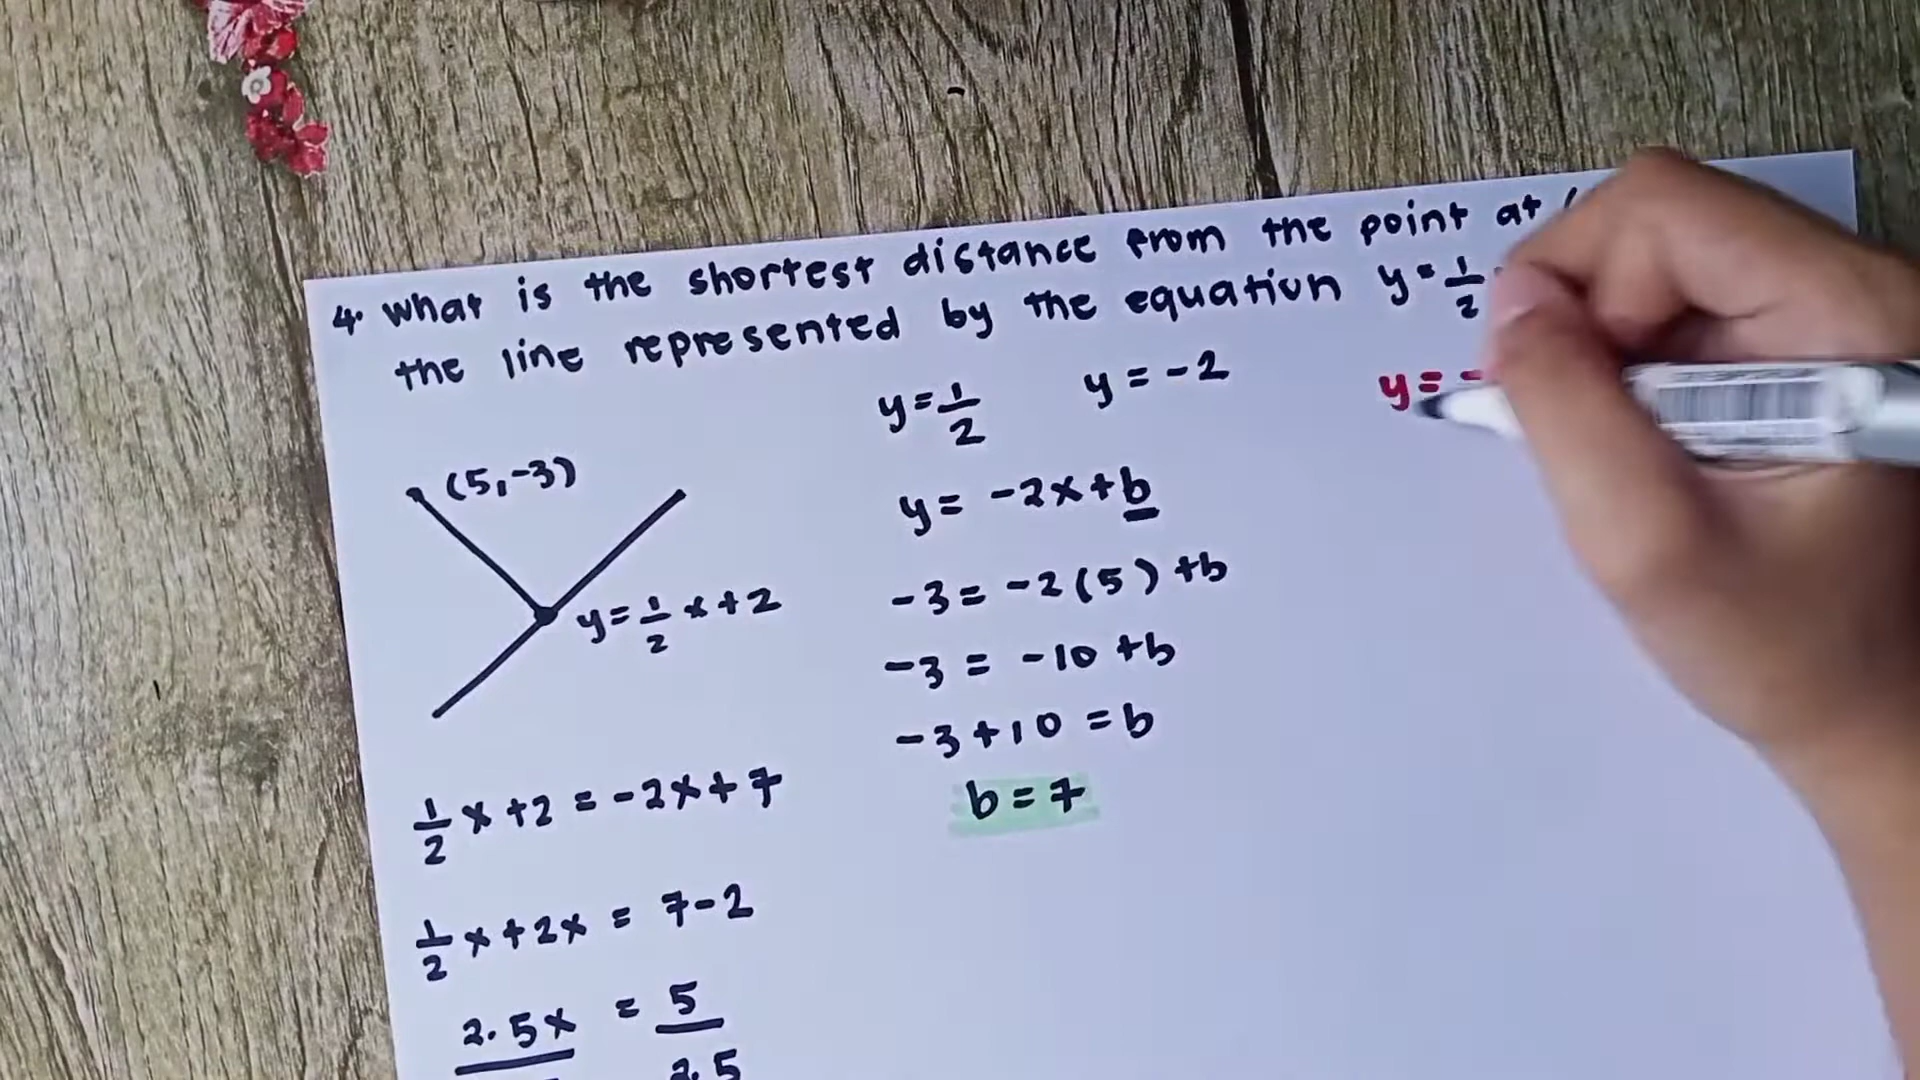 4. What is the shortest distance from the point at (
the line represented by the equation y = 1/2
y = 1/2
y = -2
y = -
(5,-3)
y = 1/2 x + 2
y = -2x + b
-3 = -2(5) + b
-3 = -10 + b
-3 + 10 = b
b = 7
1/2 x + 2 = -2x + 7
1/2 x + 2x = 7 - 2
2.5x = 5
2.5